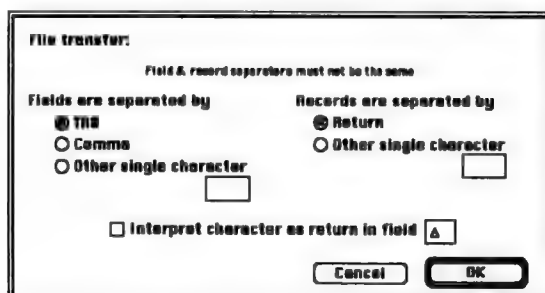 File transfer:
Field & record separators must not be the same
Fields are separated by
TAB
Comma
Other single character
Records are separated by
Return
Other single character
Interpret character as return in field
Cancel
OK